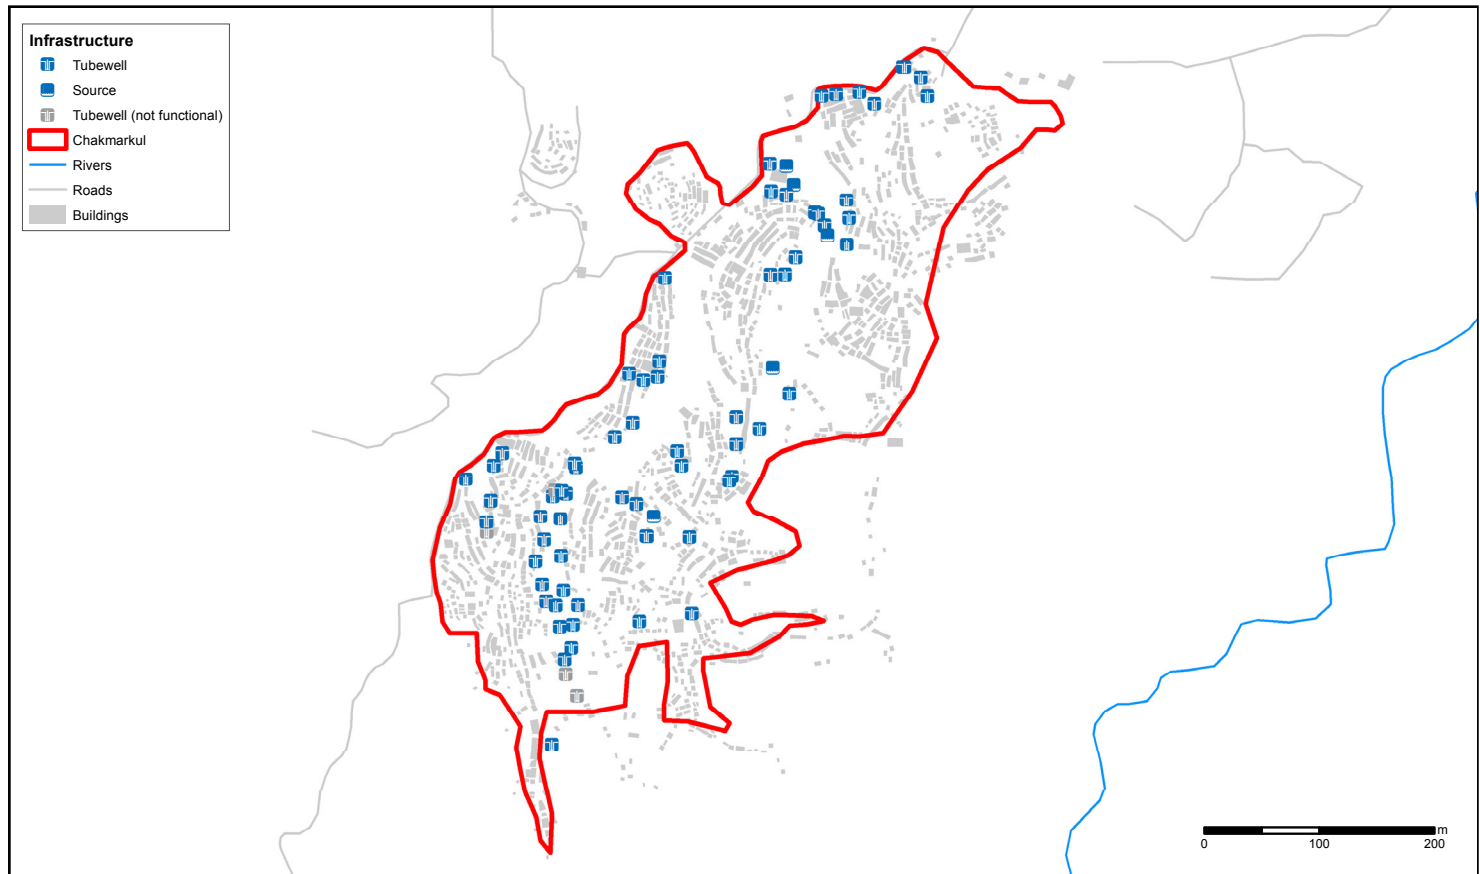 Infrastructure
Tubewell
Source
Tubewell (not functional)
Chakmarkul
Rivers
Roads
Buildings
m
0 100 200